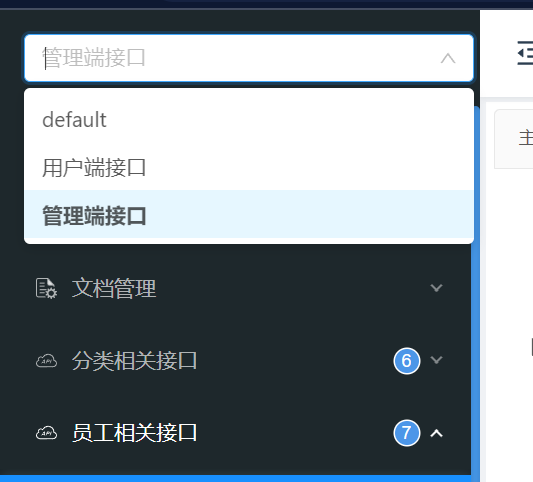 管理端接口
default
用户端接口
管理端接口
文档管理
分类相关接口 6
员工相关接口 7
主